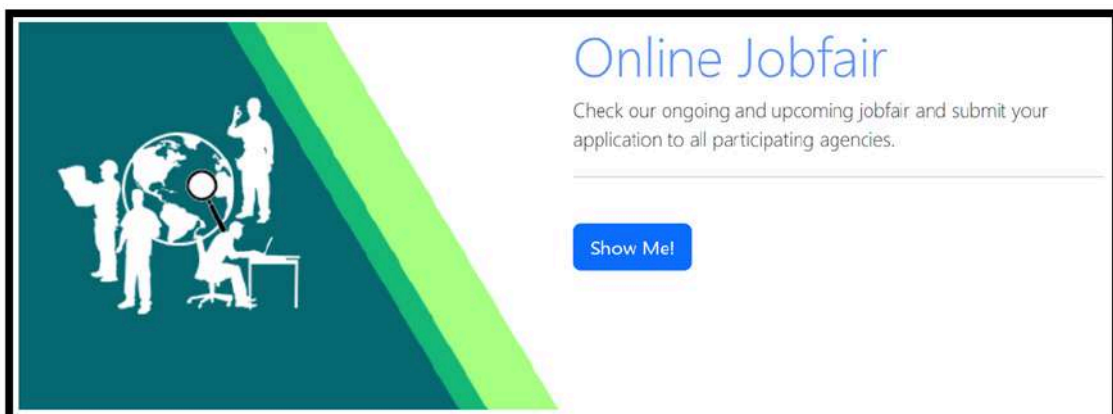 Online Jobfair
Check our ongoing and upcoming jobfair and submit your
application to all participating agencies.
Show Me!